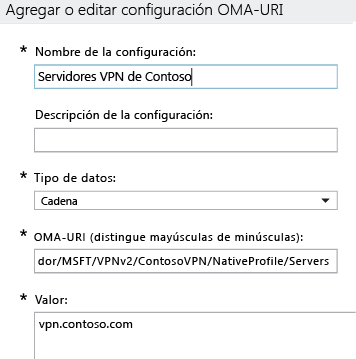 Agregar o editar configuración OMA-URI
* Nombre de la configuración:
Servidores VPN de Contoso
Descripción de la configuración:
* Tipo de datos:
Cadena
* OMA-URI (distingue mayúsculas de minúsculas):
dor/MSFT/VPNv2/ContosoVPN/NativeProfile/Servers
* Valor:
vpn.contoso.com